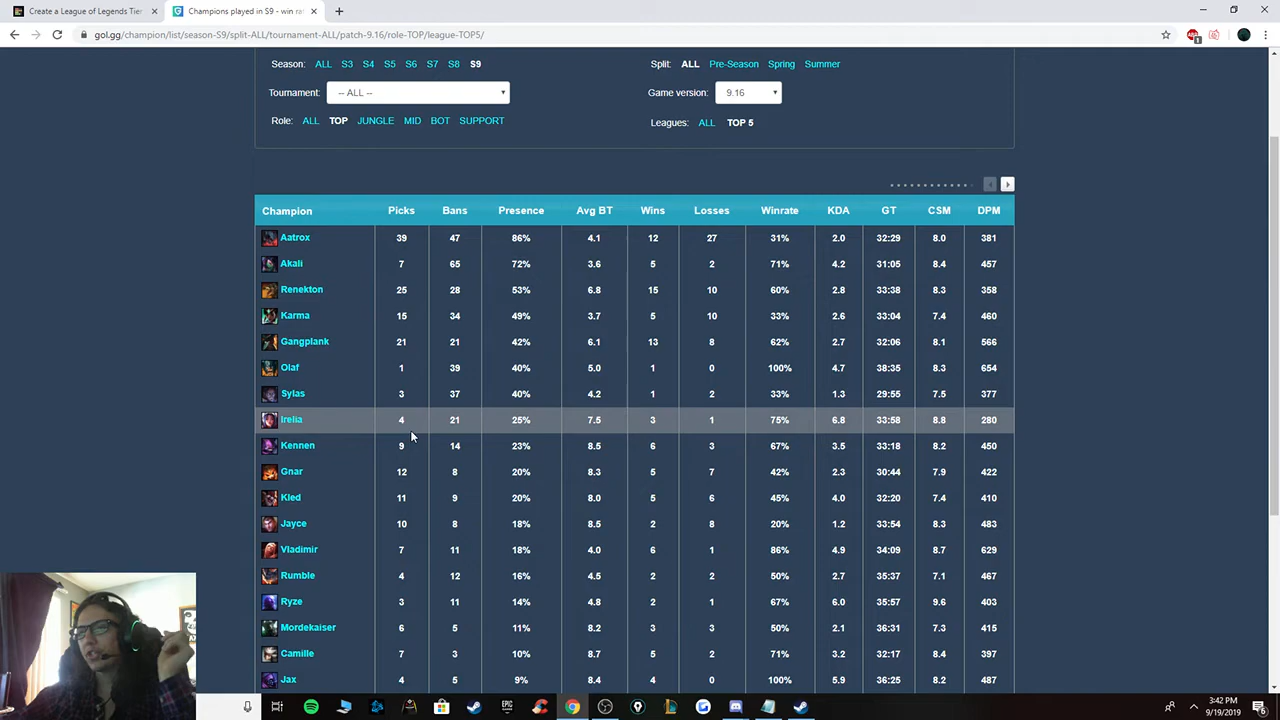 Create a League of Legends Tier
Champions played in S9 - win ra
gol.gg/champion/list/season-S9/split-ALL/tournament-ALL/patch-9.16/role-TOP/league-TOP5/
1
Season: ALL S3 S4 S5 S6 S7 S8 S9
Split: ALL Pre-Season Spring Summer
Tournament: -- ALL --
Game version: 9.16
Role: ALL TOP JUNGLE MID BOT SUPPORT
Leagues: ALL TOP 5
Champion Picks Bans Presence Avg BT Wins Losses Winrate KDA GT CSM DPM
Aatrox 39 47 86% 4.1 12 27 31% 2.0 32:29 8.0 381
Akali 7 65 72% 3.6 5 2 71% 4.2 31:05 8.4 457
Renekton 25 28 53% 6.8 15 10 60% 2.8 33:38 8.3 358
Karma 15 34 49% 3.7 5 10 33% 2.6 33:04 7.4 460
Gangplank 21 21 42% 6.1 13 8 62% 2.7 32:06 8.1 566
Olaf 1 39 40% 5.0 1 0 100% 4.7 38:35 8.3 654
Sylas 3 37 40% 4.2 1 2 33% 1.3 29:55 7.5 377
Irelia 4 21 25% 7.5 3 1 75% 6.8 33:58 8.8 280
Kennen 9 14 23% 8.5 6 3 67% 3.5 33:18 8.2 450
Gnar 12 8 20% 8.3 5 7 42% 2.3 30:44 7.9 422
Kled 11 9 20% 8.0 5 6 45% 4.0 32:20 7.4 410
Jayce 10 8 18% 8.5 2 8 20% 1.2 33:54 8.3 483
Vladimir 7 11 18% 4.0 6 1 86% 4.9 34:09 8.7 629
Rumble 4 12 16% 4.5 2 2 50% 2.7 35:37 7.1 467
Ryze 3 11 14% 4.8 2 1 67% 6.0 35:57 9.6 403
Mordekaiser 6 5 11% 8.2 3 3 50% 2.1 36:31 7.3 415
Camille 7 3 10% 8.7 5 2 71% 3.2 32:17 8.4 397
Jax 4 5 9% 8.4 4 0 100% 5.9 36:25 8.2 487
3:42 PM
9/19/2019